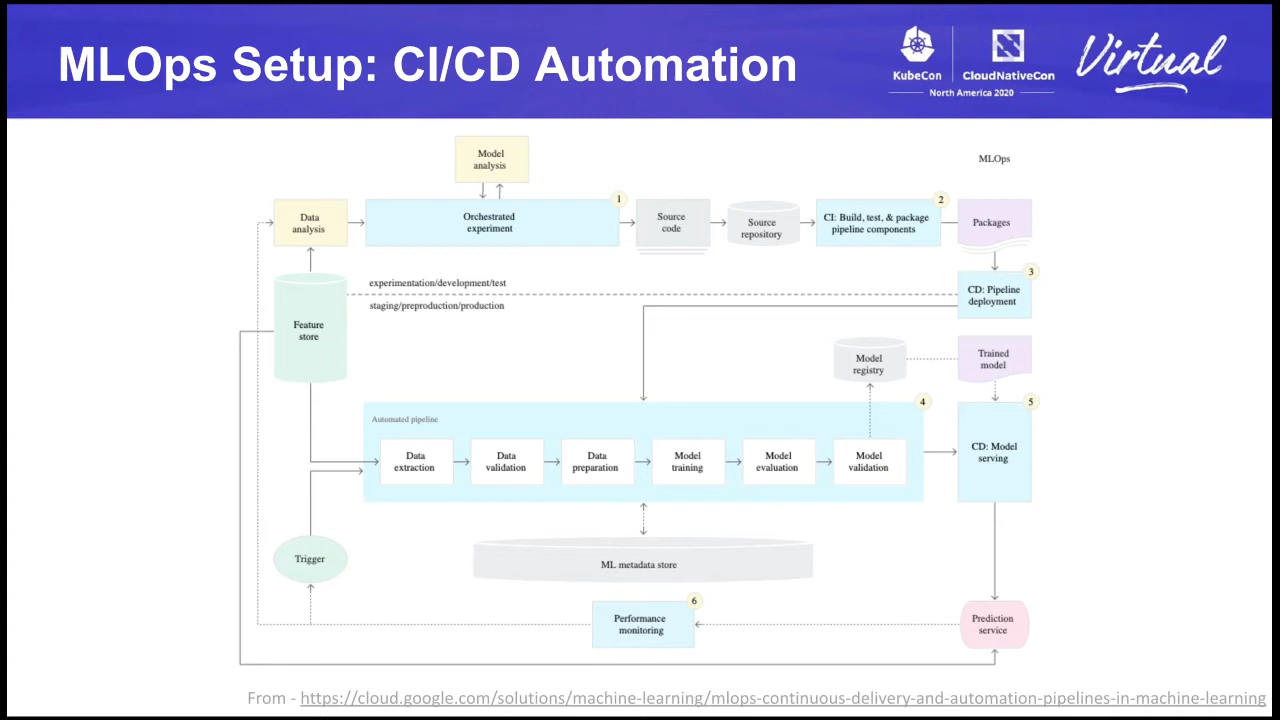 MLOps Setup: CI/CD Automation
KubeCon
CloudNativeCon
North America 2020
Virtual
MLOps
Model
analysis
Data
analysis
1
Orchestrated
experiment
Source
code
Source
repository
2
CI: Build, test, & package
pipeline components
Packages
3
CD: Pipeline
deployment
experimentation/development/test
staging/preproduction/production
Feature
store
Model
registry
Trained
model
4
Automated pipeline
Data
extraction
Data
validation
Data
preparation
Model
training
Model
evaluation
Model
validation
5
CD: Model
serving
Trigger
ML metadata store
6
Performance
monitoring
Prediction
service
From - https://cloud.google.com/solutions/machine-learning/mlops-continuous-delivery-and-automation-pipelines-in-machine-learning